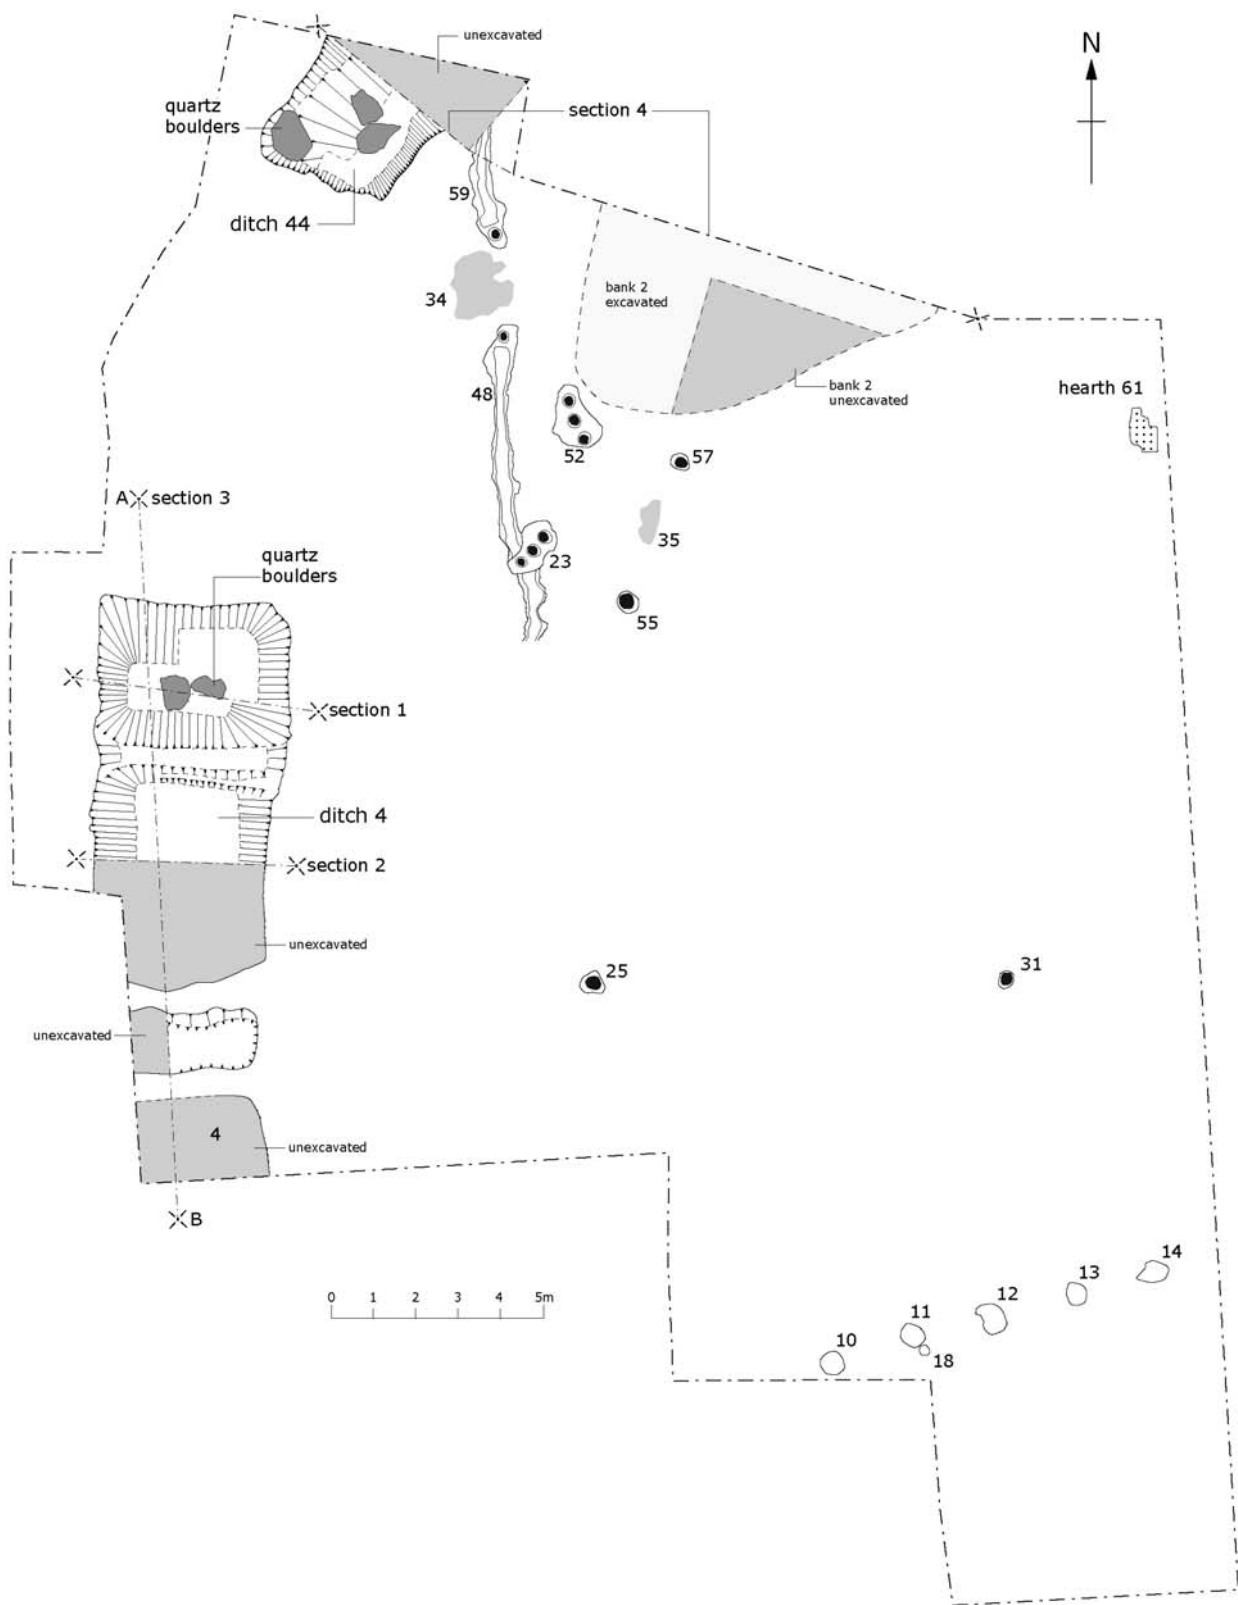 unexcavated
N
quartz
boulders
section 4
59
ditch 44
34
bank 2
excavated
48
bank 2
unexcavated
hearth 61
52
57
A
section 3
35
quartz
boulders
23
55
section 1
ditch 4
section 2
unexcavated
25
31
unexcavated
4
unexcavated
B
0 1 2 3 4 5m
14
13
12
11
10
18